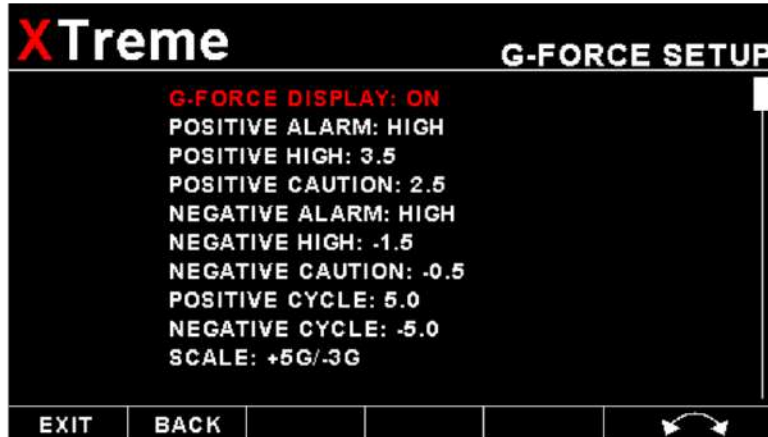 XTreme
G-FORCE SETUP
G-FORCE DISPLAY: ON
POSITIVE ALARM: HIGH
POSITIVE HIGH: 3.5
POSITIVE CAUTION: 2.5
NEGATIVE ALARM: HIGH
NEGATIVE HIGH: -1.5
NEGATIVE CAUTION: -0.5
POSITIVE CYCLE: 5.0
NEGATIVE CYCLE: -5.0
SCALE: +5G/-3G
EXIT BACK